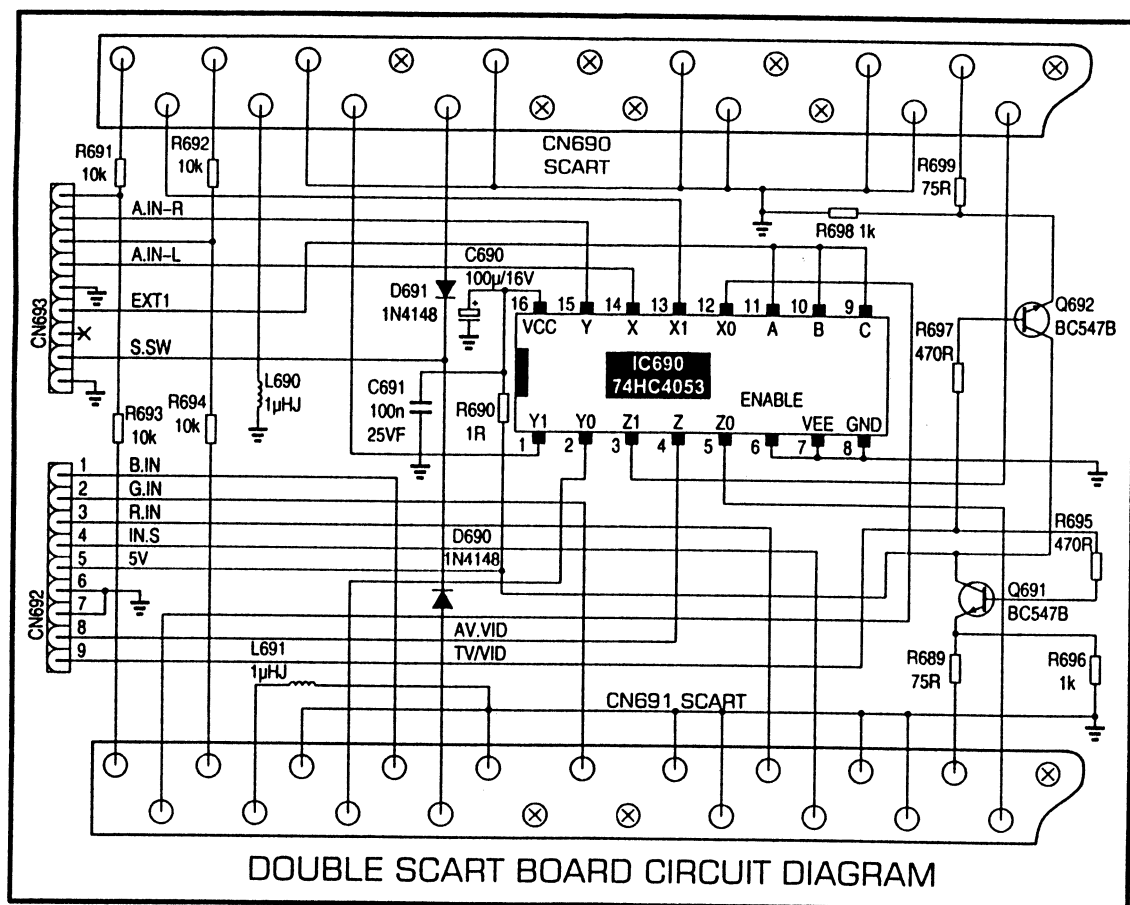 CN690
SCART
R691
10k
R692
10k
R699
75R
A.IN-R
R698 1k
A.IN-L
C690
100µ/16V
D691
1N4148
EXT1
16 15 14 13 12 11 10 9
VCC Y X X1 X0 A B C
Q692
BC547B
CN693
S.SW
IC690
74HC4053
R697
470R
L690
1µHJ
C691
100n
25VF
R690
1R
ENABLE
R693
10k
R694
10k
Y1 Y0 Z1 Z Z0 VEE GND
1 2 3 4 5 6 7 8
1 B.IN
2 G.IN
3 R.IN
4 IN.S
5 5V
6
7
8 AV.VID
9 TV/VID
CN692
D690
1N4148
R695
470R
Q691
BC547B
L691
1µHJ
R689
75R
R696
1k
CN691 SCART
DOUBLE SCART BOARD CIRCUIT DIAGRAM